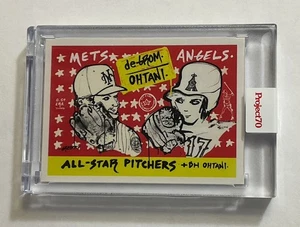 METS ANGELS
de GROM.
OHTANI.
17
ALL-STAR PITCHERS + DH OHTANI.
Project70